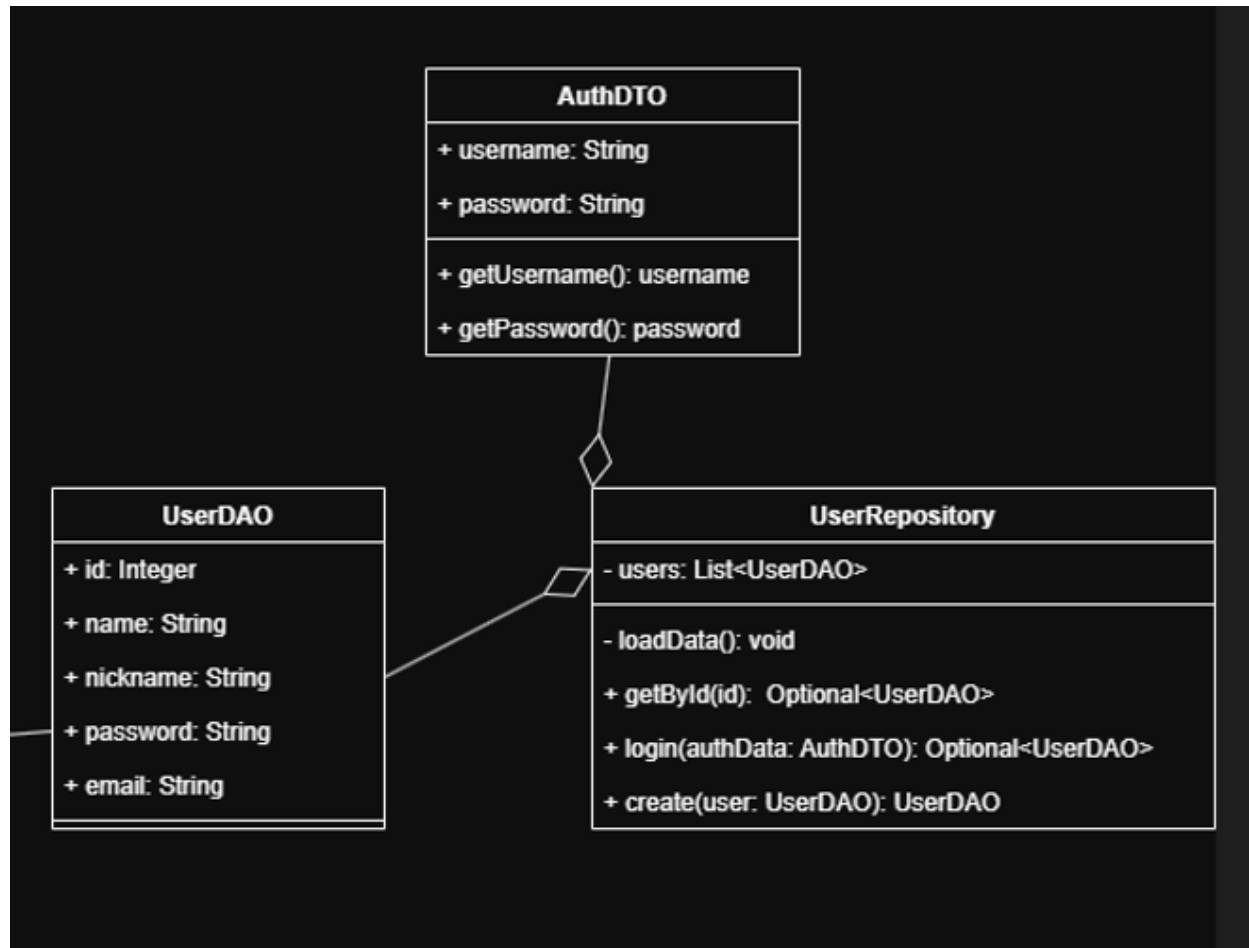 AuthDTO
+ username: String
+ password: String
+ getUsername(): username
+ getPassword(): password
UserDAO
+ id: Integer
+ name: String
+ nickname: String
+ password: String
+ email: String
UserRepository
- users: List<UserDAO>
- loadData(): void
+ getById(id):  Optional<UserDAO>
+ login(authData: AuthDTO): Optional<UserDAO>
+ create(user: UserDAO): UserDAO